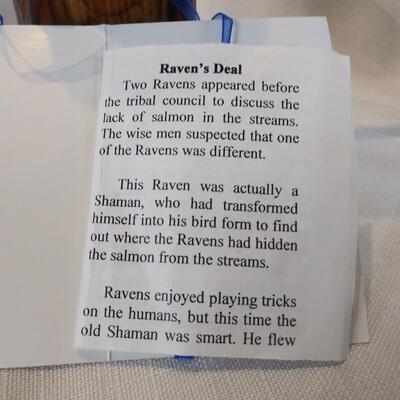 Raven's Deal
Two Ravens appeared before
the tribal council to discuss the
lack of salmon in the streams.
The wise men suspected that one
of the Ravens was different.
This Raven was actually a
Shaman, who had transformed
himself into his bird form to find
out where the Ravens had hidden
the salmon from the streams.
Ravens enjoyed playing tricks
on the humans, but this time the
old Shaman was smart. He flew